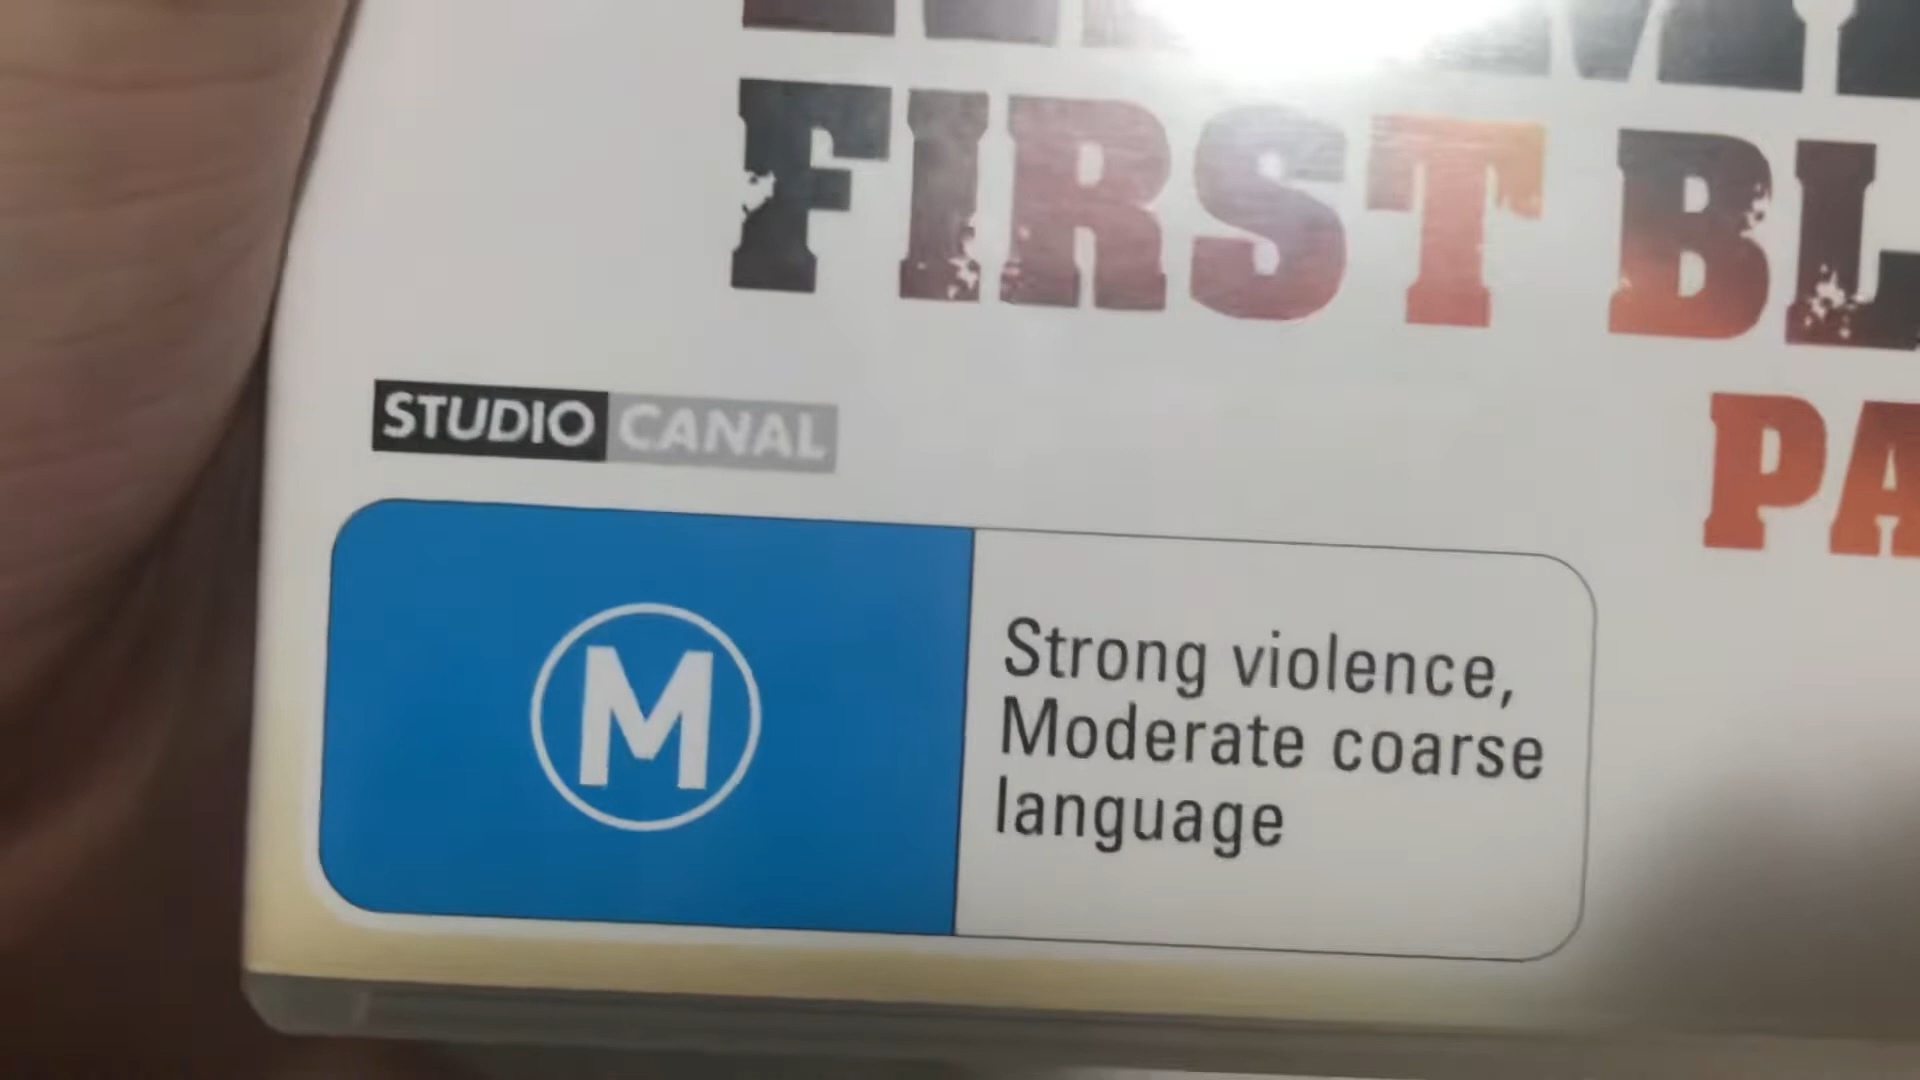 FIRST BL
PA
STUDIO CANAL
M
Strong violence,
Moderate coarse
language